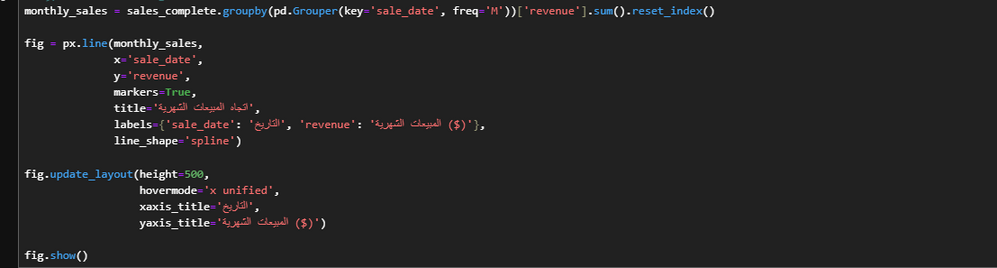 monthly_sales = sales_complete.groupby(pd.Grouper(key='sale_date', freq='M'))['revenue'].sum().reset_index()
fig = px.line(monthly_sales,
x='sale_date',
y='revenue',
markers=True,
title='اتجاه المبيعات الشهرية',
labels={'sale_date': 'التاريخ', 'revenue': 'المبيعات الشهرية ($)'},
line_shape='spline')
fig.update_layout(height=500,
hovermode='x unified',
xaxis_title='التاريخ',
yaxis_title='المبيعات الشهرية ($)')
fig.show()